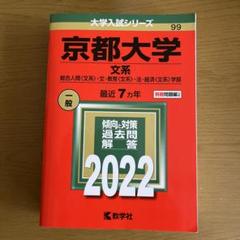 大学入試シリーズ
99
京都大学
文系
総合人間〈文系〉・文・教育〈文系〉・法・経済〈文系〉学部
最近7カ年
一般
傾向と対策
過去問
解答
2022
数学社